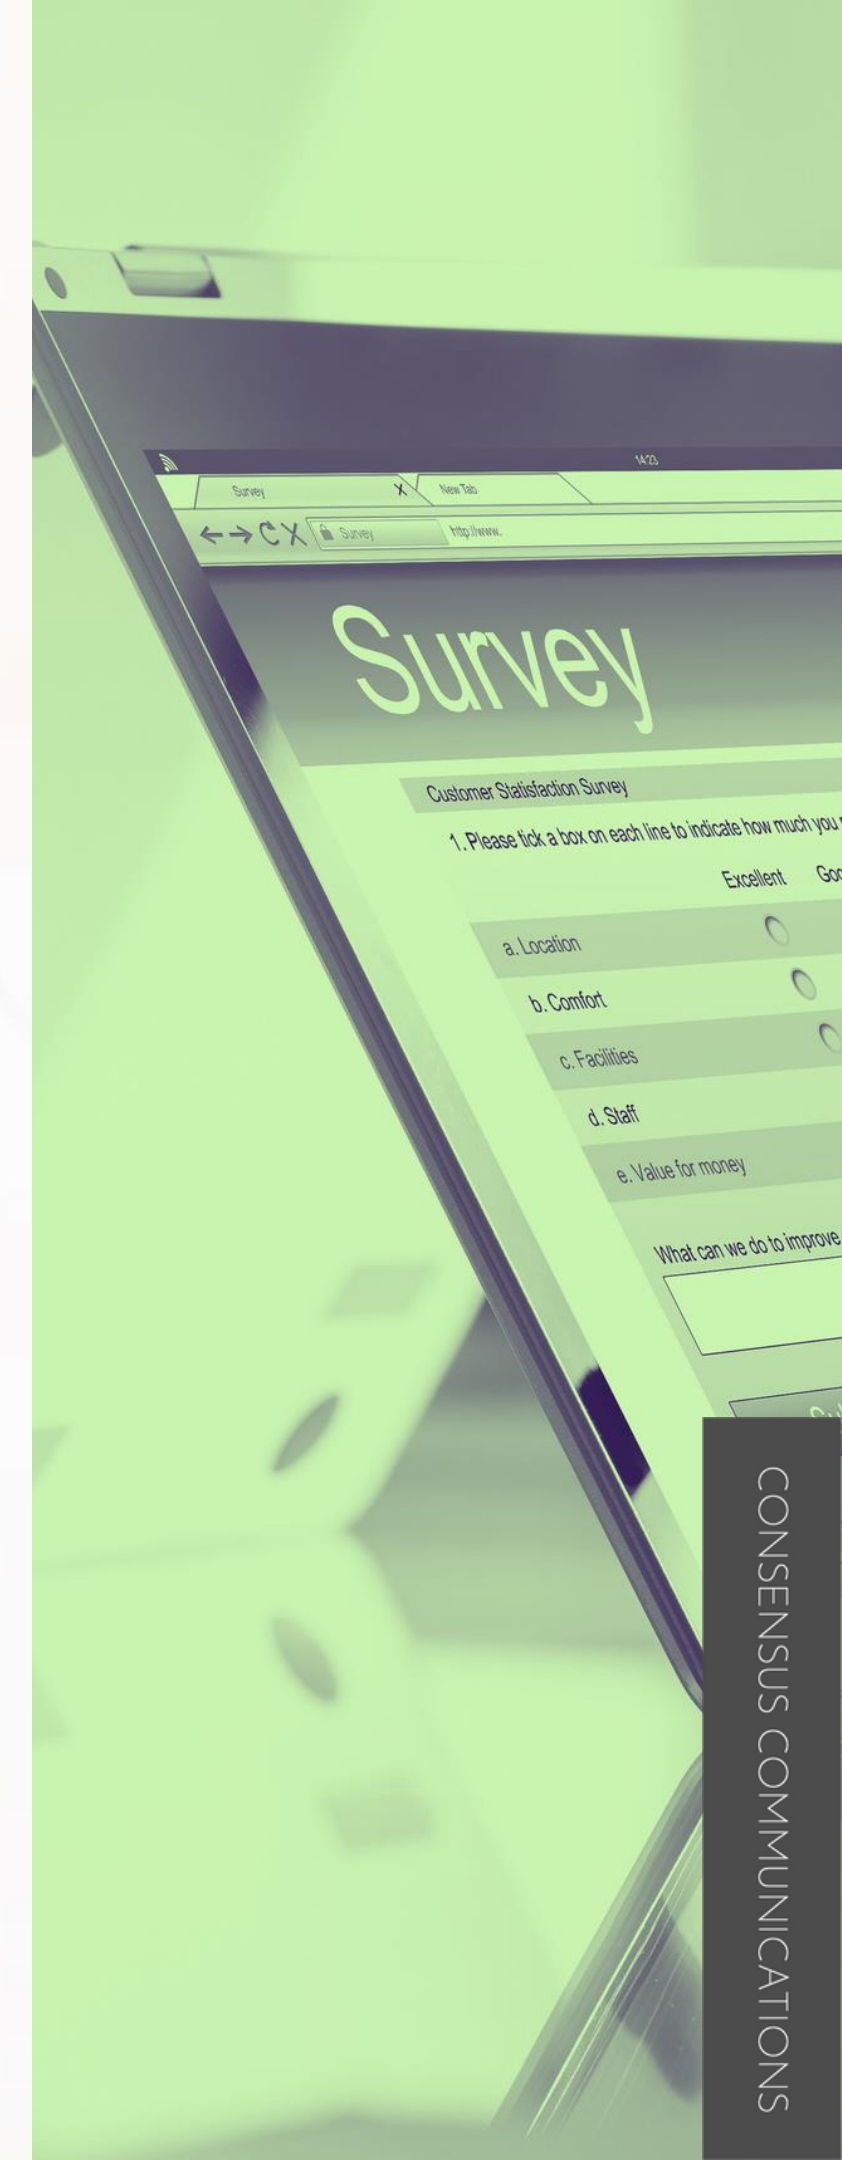 14:23
Survey X New Tab
Survey http://www.
Survey
Customer Statisfaction Survey
1. Please tick a box on each line to indicate how much you
Excellent
a. Location
b. Comfort
c. Facilities
d. Staff
e. Value for money
What can we do to improve
CONSENSUS COMMUNICATIONS